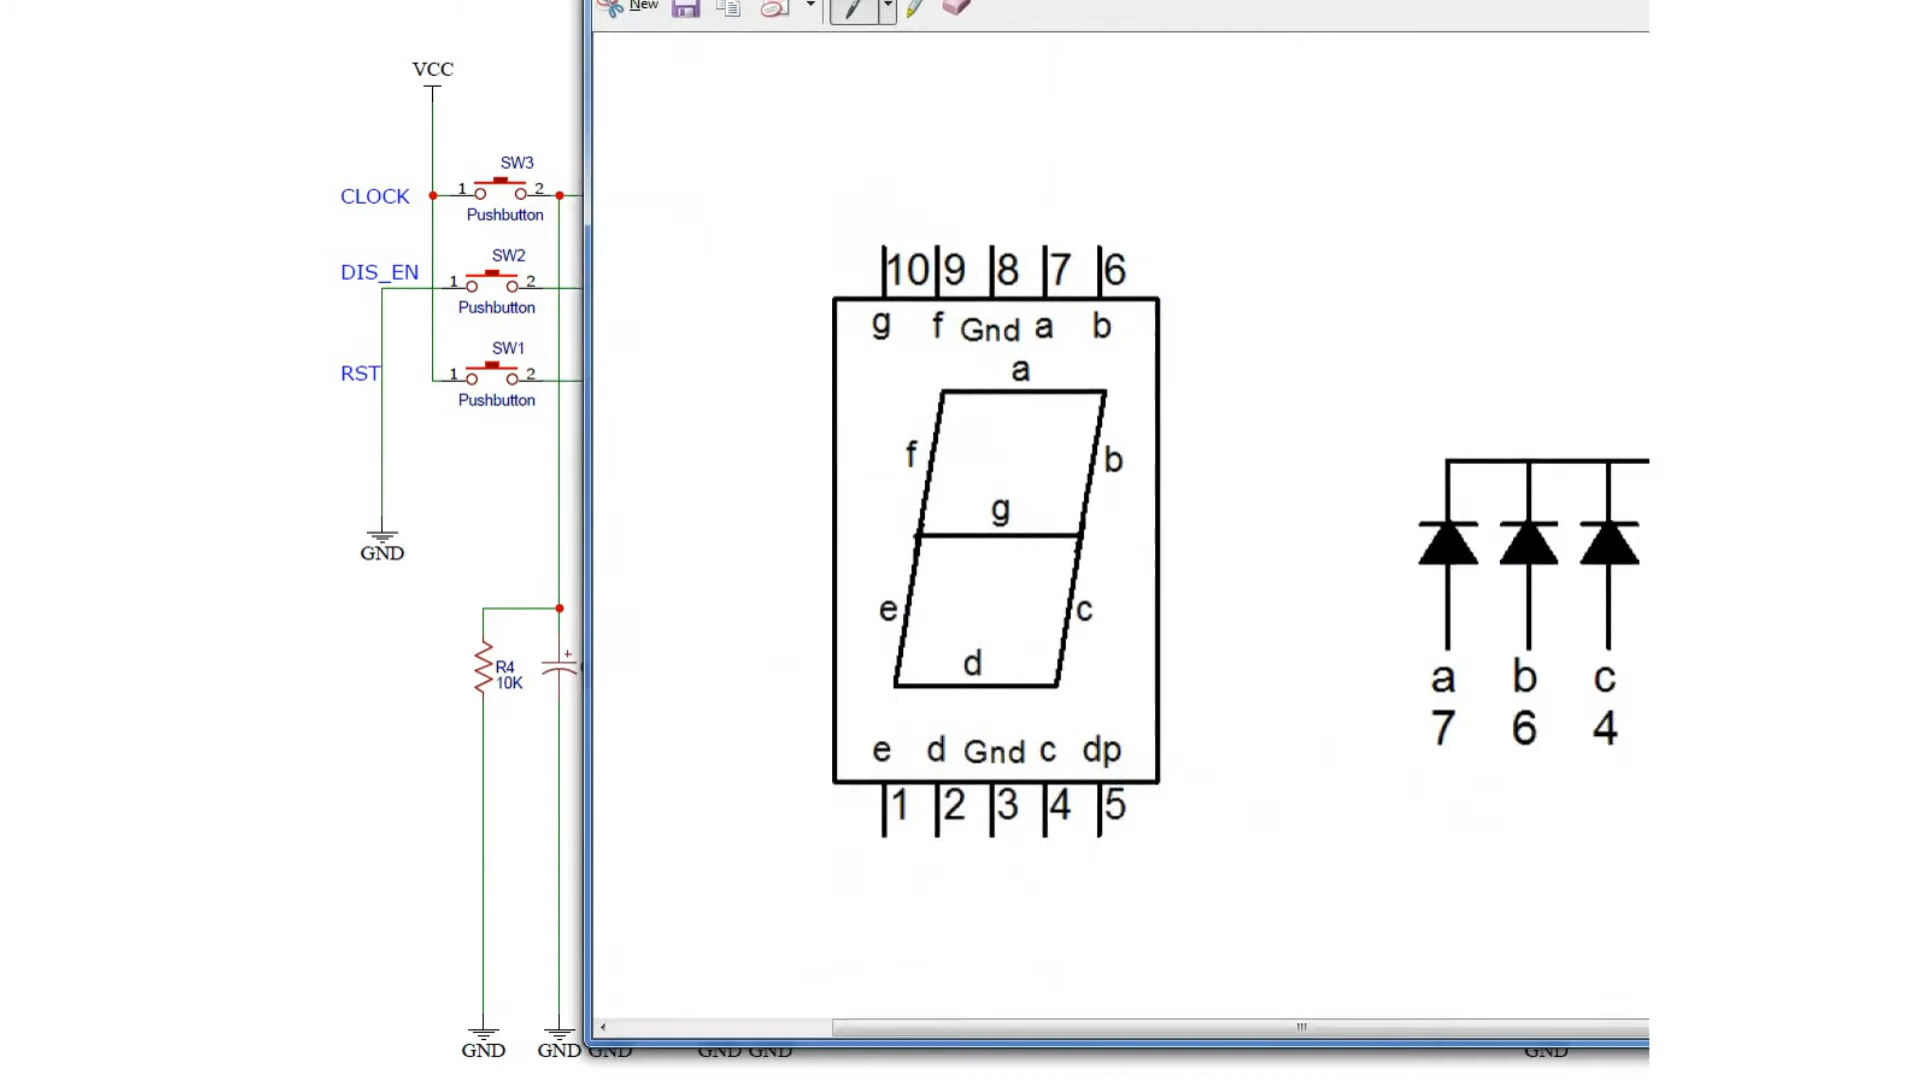 New
VCC
SW3
CLOCK
1 2
Pushbutton
SW2
DIS_EN
1 2
Pushbutton
SW1
RST
1 2
Pushbutton
GND
+
R4
10K
GND GND GND GND GND GND
10 9 8 7 6
g f Gnd a b
a
f b
g
e c
d
e d Gnd c dp
1 2 3 4 5
a b c
7 6 4